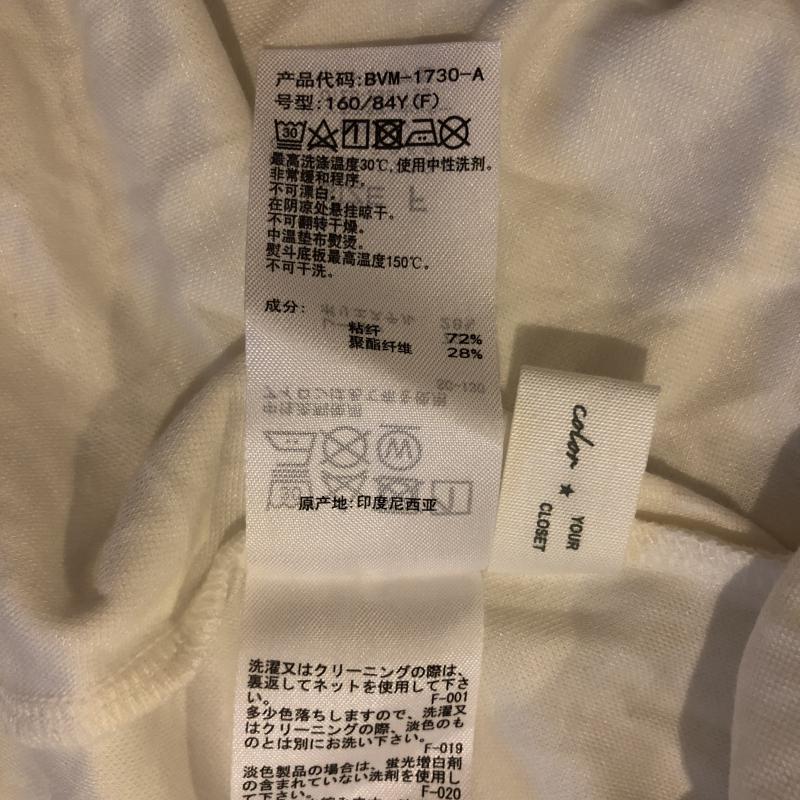 产品代码:BVM-1730-A
号型:160/84Y(F)
30
最高洗涤温度30℃,使用中性洗剂。
非常缓和程序。
不可漂白。
在阴凉处悬挂晾干。
不可翻转干燥。
中温垫布熨烫。
熨斗底板最高温度150℃。
不可干洗。
成分:
粘纤 72%
聚酯纤维 28%
原产地:印度尼西亚
color ★ YOUR
CLOSET
洗濯又はクリーニングの際は、
裏返してネットを使用して下さ
い。 F-001
多少色落ちしますので、洗濯又
はクリーニングの際、淡色のも
のとは別にお洗い下さい。
F-019
淡色製品の場合は、蛍光増白剤
の含まれていない洗剤を使用し
て下さい。 F-020